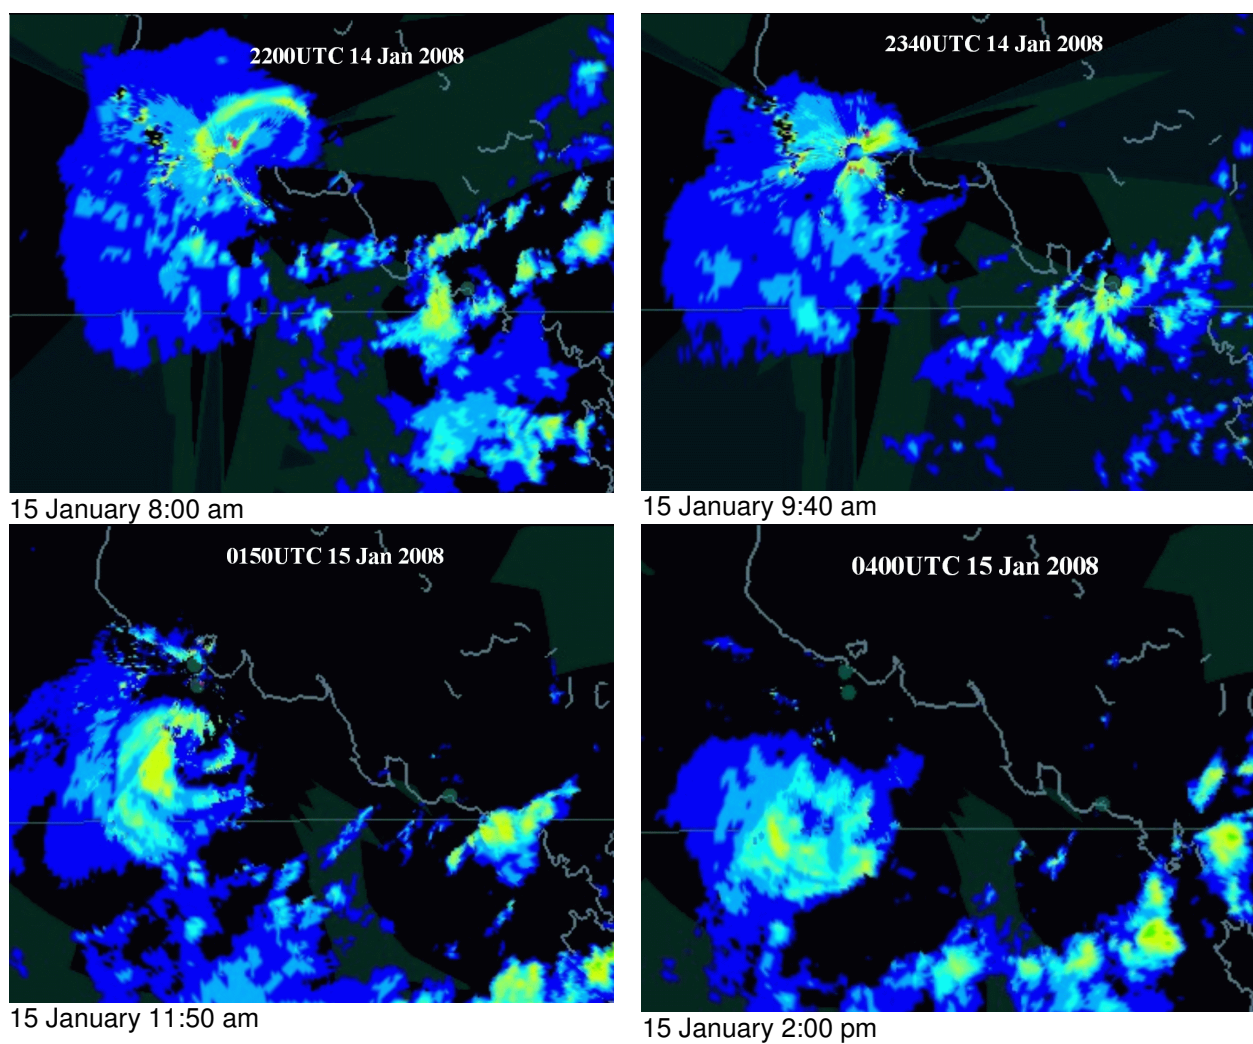 2200UTC 14 Jan 2008
2340UTC 14 Jan 2008
15 January 8:00 am
15 January 9:40 am
0150UTC 15 Jan 2008
0400UTC 15 Jan 2008
15 January 11:50 am
15 January 2:00 pm